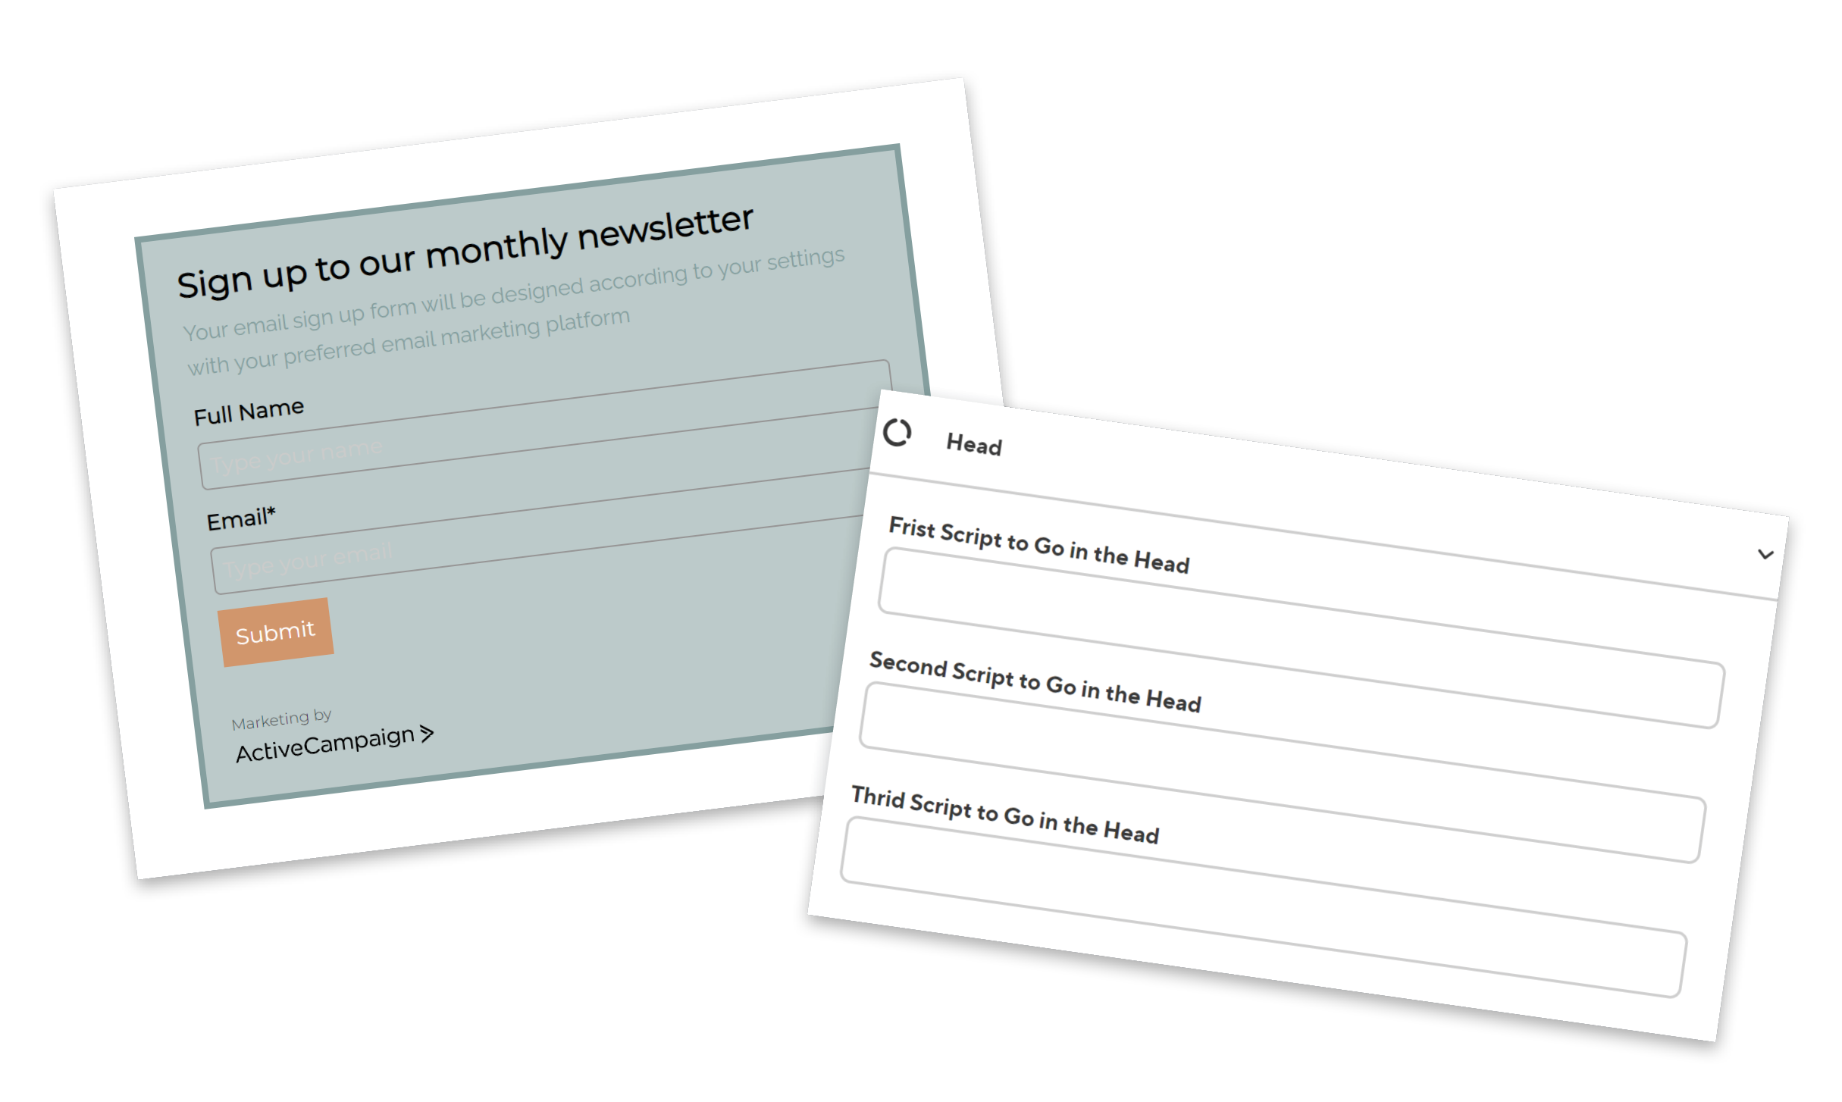 Sign up to our monthly newsletter
Your email sign up form will be designed according to your settings
with your preferred email marketing platform
Full Name
Type your name
Email*
Type your email
Submit
Marketing by
ActiveCampaign
Head
Frist Script to Go in the Head
Second Script to Go in the Head
Thrid Script to Go in the Head